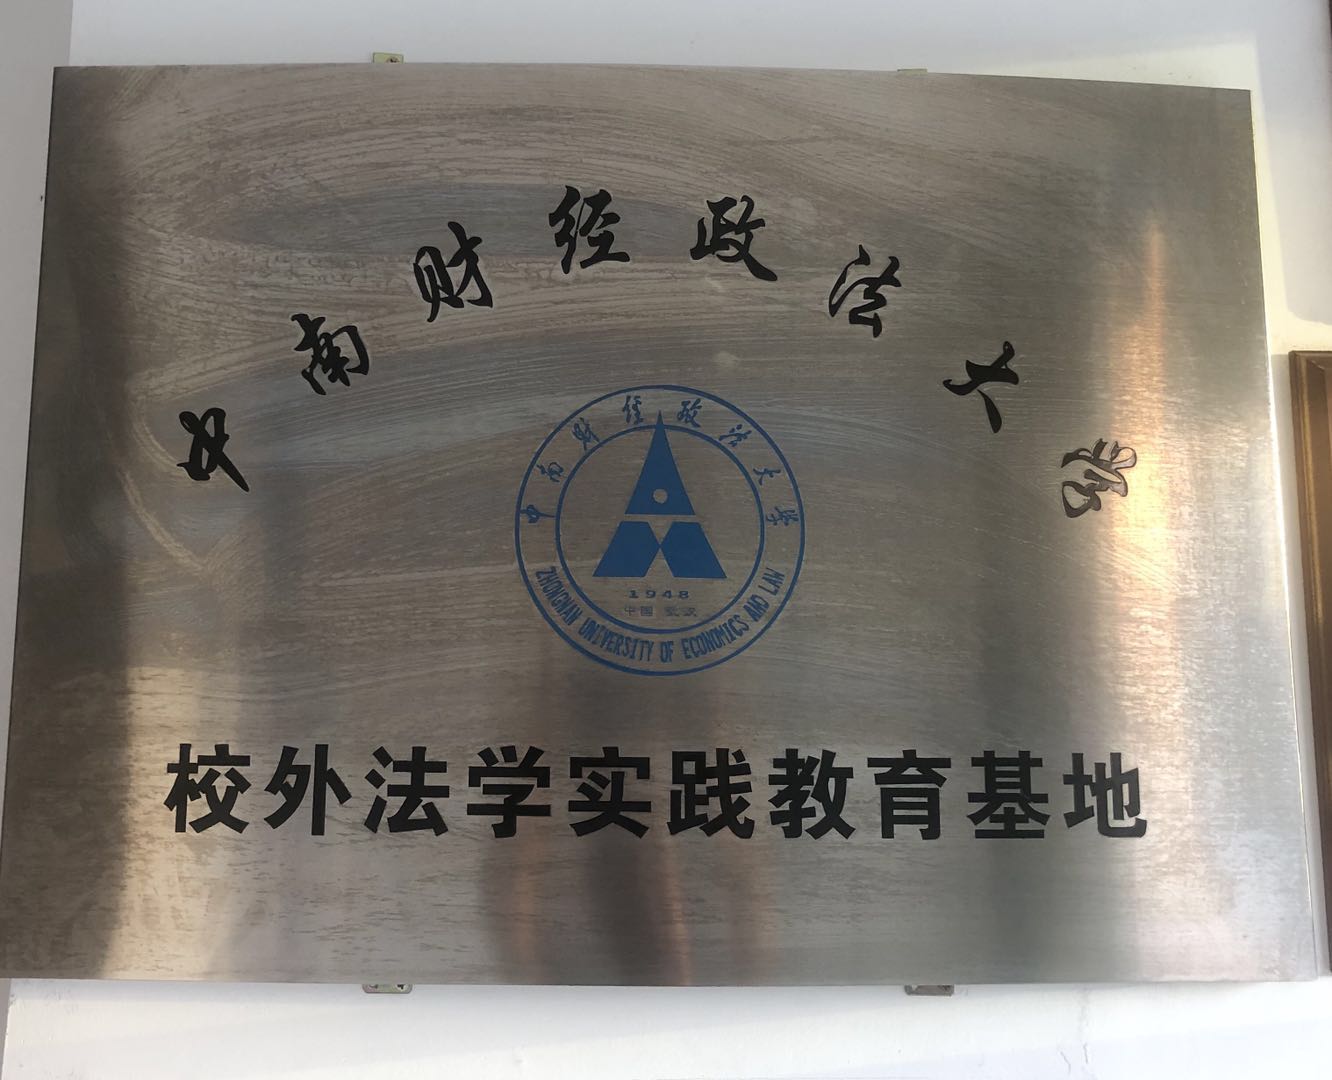 中南财经政法大学
中南财经政法大学
1948
中国 武汉
ZHONGNAN UNIVERSITY OF ECONOMICS AND LAW
校外法学实践教育基地